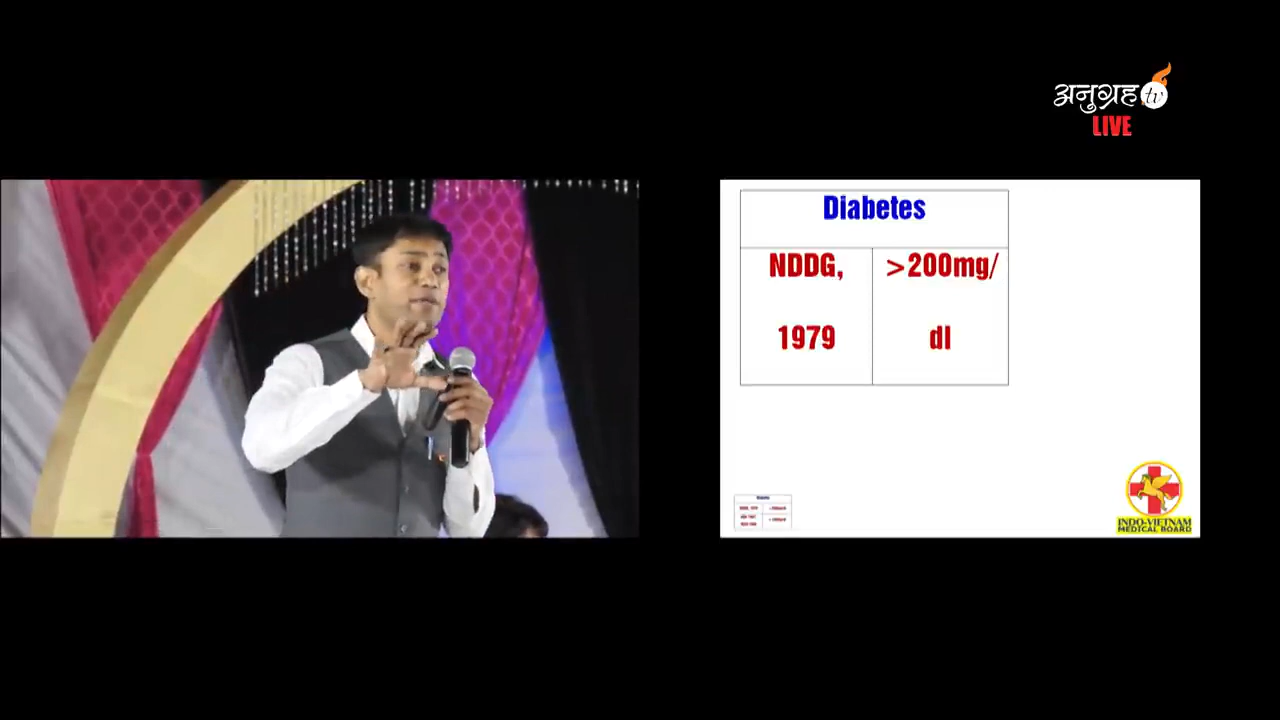 अनुग्रह tv
LIVE
Diabetes
NDDG,
1979
>200mg/
dl
INDO-VIETNAM
MEDICAL BOARD